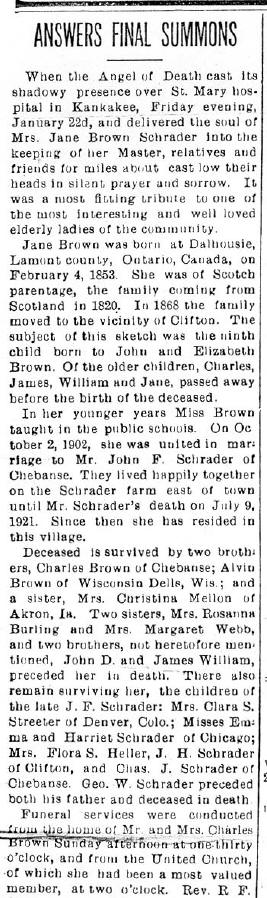 ANSWERS FINAL SUMMONS
When the Angel of Death cast its
shadowy presence over St. Mary hos-
pital in Kankakee, Friday evening,
January 22d, and delivered the soul of
Mrs. Jane Brown Schrader into the
keeping of her Master, relatives and
friends for miles about cast low their
heads in silent prayer and sorrow. It
was a most fitting tribute to one of
the most interesting and well loved
elderly ladies of the community.
Jane Brown was born at Dalhousie,
Lamont county, Ontario, Canada, on
February 4, 1853. She was of Scotch
parentage, the family coming from
Scotland in 1820. In 1868 the family
moved to the vicinity of Clifton. The
subject of this sketch was the ninth
child born to John and Elizabeth
Brown. Of the older children, Charles,
James, William and Jane, passed away
before the birth of the deceased.
In her younger years Miss Brown
taught in the public schools. On Oc
tober 2, 1902, she was united in mar-
riage to Mr. John F. Schrader of
Chebanse. They lived happily together
on the Schrader farm east of town
until Mr. Schrader's death on July 9,
1921. Since then she has resided in
this village.
Deceased is survived by two broth-
ers, Charles Brown of Chebanse; Alvin
Brown of Wisconsin Dells, Wis.; and
a sister, Mrs. Christina Mellon of
Akron, Ia. Two sisters, Mrs. Rosanna
Burling and Mrs. Margaret Webb,
and two brothers, not heretofore men-
tioned, John D. and James William,
preceded her in death. There also
remain surviving her, the children of
the late J. F. Schrader: Mrs. Clara S.
Streeter of Denver, Colo.; Misses Em-
ma and Harriet Schrader of Chicago;
Mrs. Flora S. Heller, J. H. Schrader
of Clifton, and Chas. J. Schrader of
Chebanse. Geo. W. Schrader preceded
both his father and deceased in death
Funeral services were conducted
from the home of Mr. and Mrs. Charles
Brown Sunday afternoon at one thirty
o'clock, and from the United Church,
of which she had been a most valued
member, at two o'clock. Rev. R F.